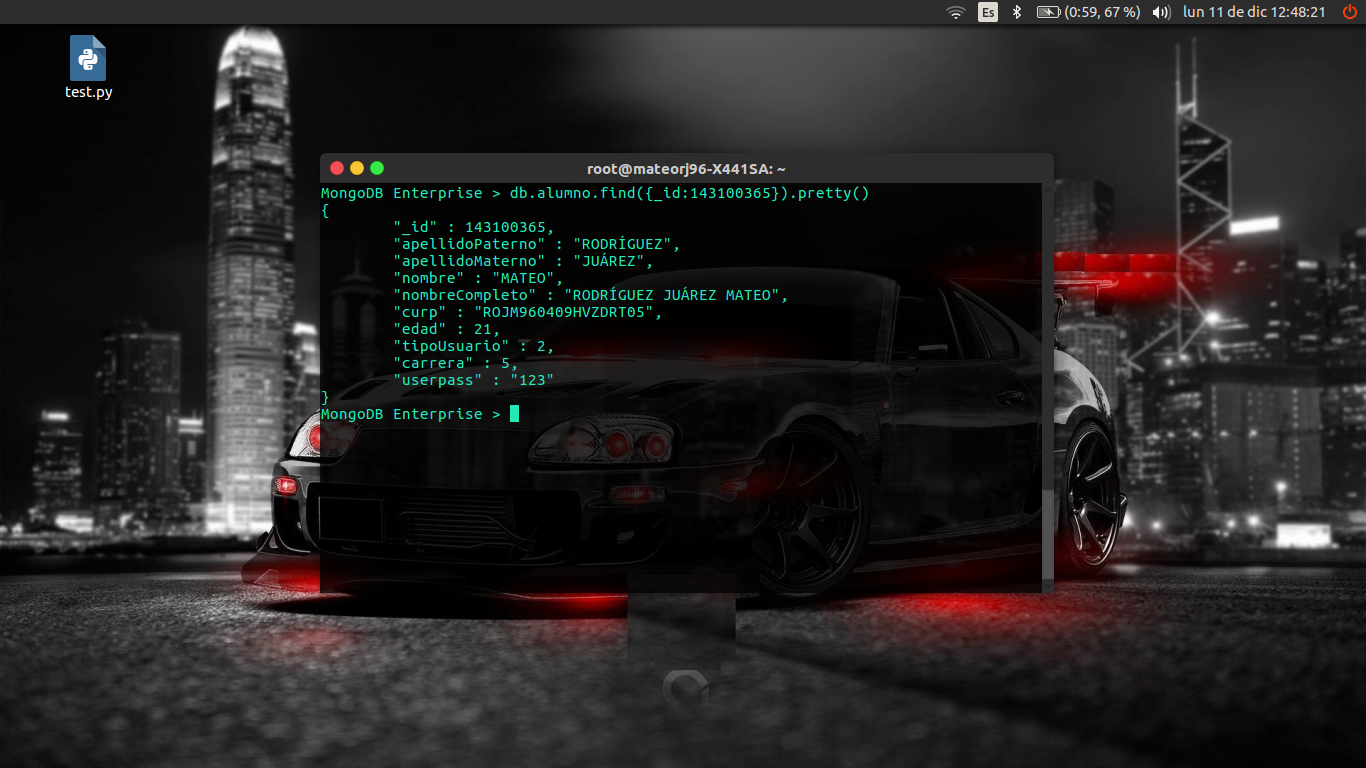 Es (0:59, 67 %) lun 11 de dic 12:48:21
test.py
root@mateorj96-X441SA: ~
MongoDB Enterprise > db.alumno.find({_id:143100365}).pretty()
{
"_id" : 143100365,
"apellidoPaterno" : "RODRÍGUEZ",
"apellidoMaterno" : "JUÁREZ",
"nombre" : "MATEO",
"nombreCompleto" : "RODRÍGUEZ JUÁREZ MATEO",
"curp" : "ROJM960409HVZDRT05",
"edad" : 21,
"tipoUsuario" : 2,
"carrera" : 5,
"userpass" : "123"
}
MongoDB Enterprise >